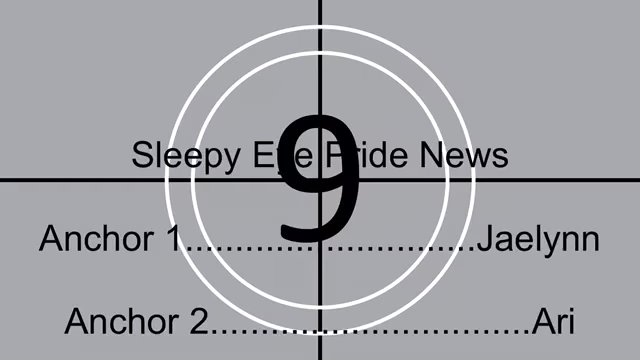 Sleepy Eye Pride News
9
Anchor 1............................Jaelynn
Anchor 2...............................Ari